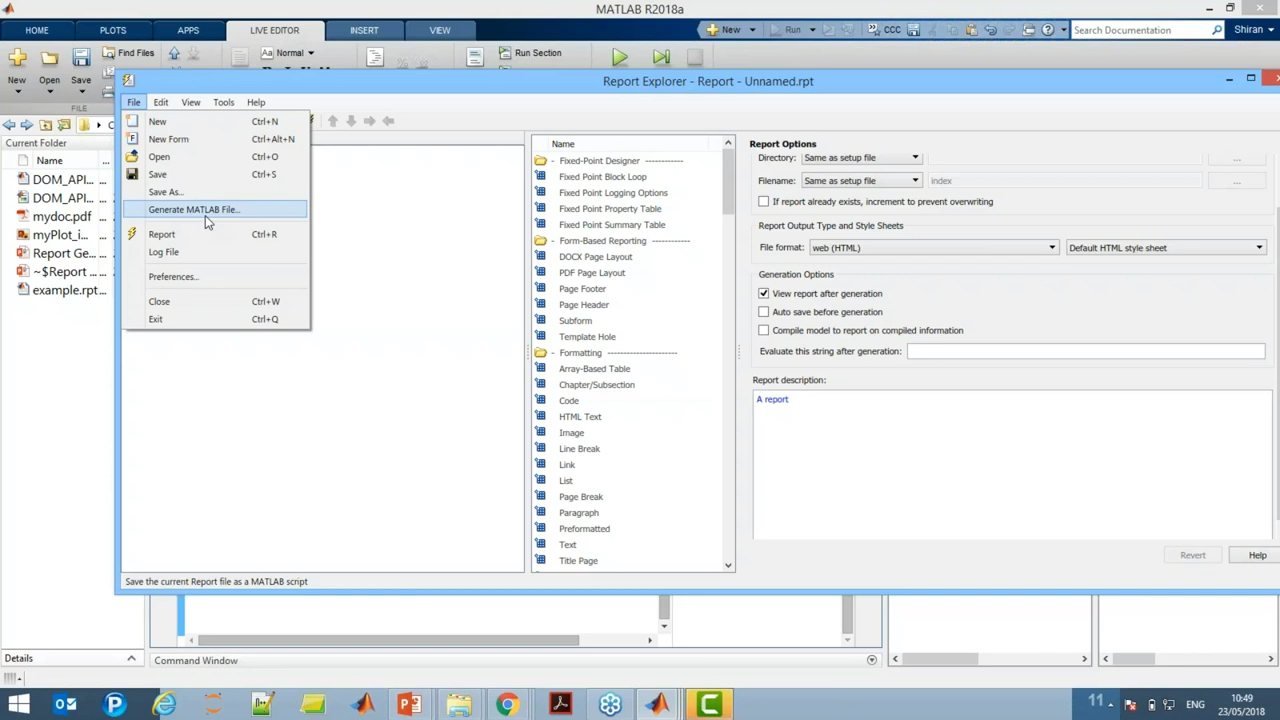 MATLAB R2018a
HOME
PLOTS
APPS
LIVE EDITOR
INSERT
VIEW
New
Run
CCC
Search Documentation
Shiran
New
Open
Save
Find Files
Normal
Run Section
FILE
Current Folder
Name
...
DOM_API...
DOM_API...
mydoc.pdf
myPlot_i...
Report Ge...
~$Report ...
example.rpt...
Details
Report Explorer - Report - Unnamed.rpt
File
Edit
View
Tools
Help
New Ctrl+N
New Form Ctrl+Alt+N
Open Ctrl+O
Save Ctrl+S
Save As...
Generate MATLAB File...
Report Ctrl+R
Log File
Preferences...
Close Ctrl+W
Exit Ctrl+Q
Name
- Fixed-Point Designer ------------
Fixed Point Block Loop
Fixed Point Logging Options
Fixed Point Property Table
Fixed Point Summary Table
- Form-Based Reporting ------------
DOCX Page Layout
PDF Page Layout
Page Footer
Page Header
Subform
Template Hole
- Formatting ---------------------
Array-Based Table
Chapter/Subsection
Code
HTML Text
Image
Line Break
Link
List
Page Break
Paragraph
Preformatted
Text
Title Page
Report Options
Directory: Same as setup file ...
Filename: Same as setup file index ...
If report already exists, increment to prevent overwriting
Report Output Type and Style Sheets
File format: web (HTML) Default HTML style sheet
Generation Options
View report after generation
Auto save before generation
Compile model to report on compiled information
Evaluate this string after generation:
Report description:
A report
Revert
Help
Save the current Report file as a MATLAB script
Command Window
11
ENG
10:49
23/05/2018